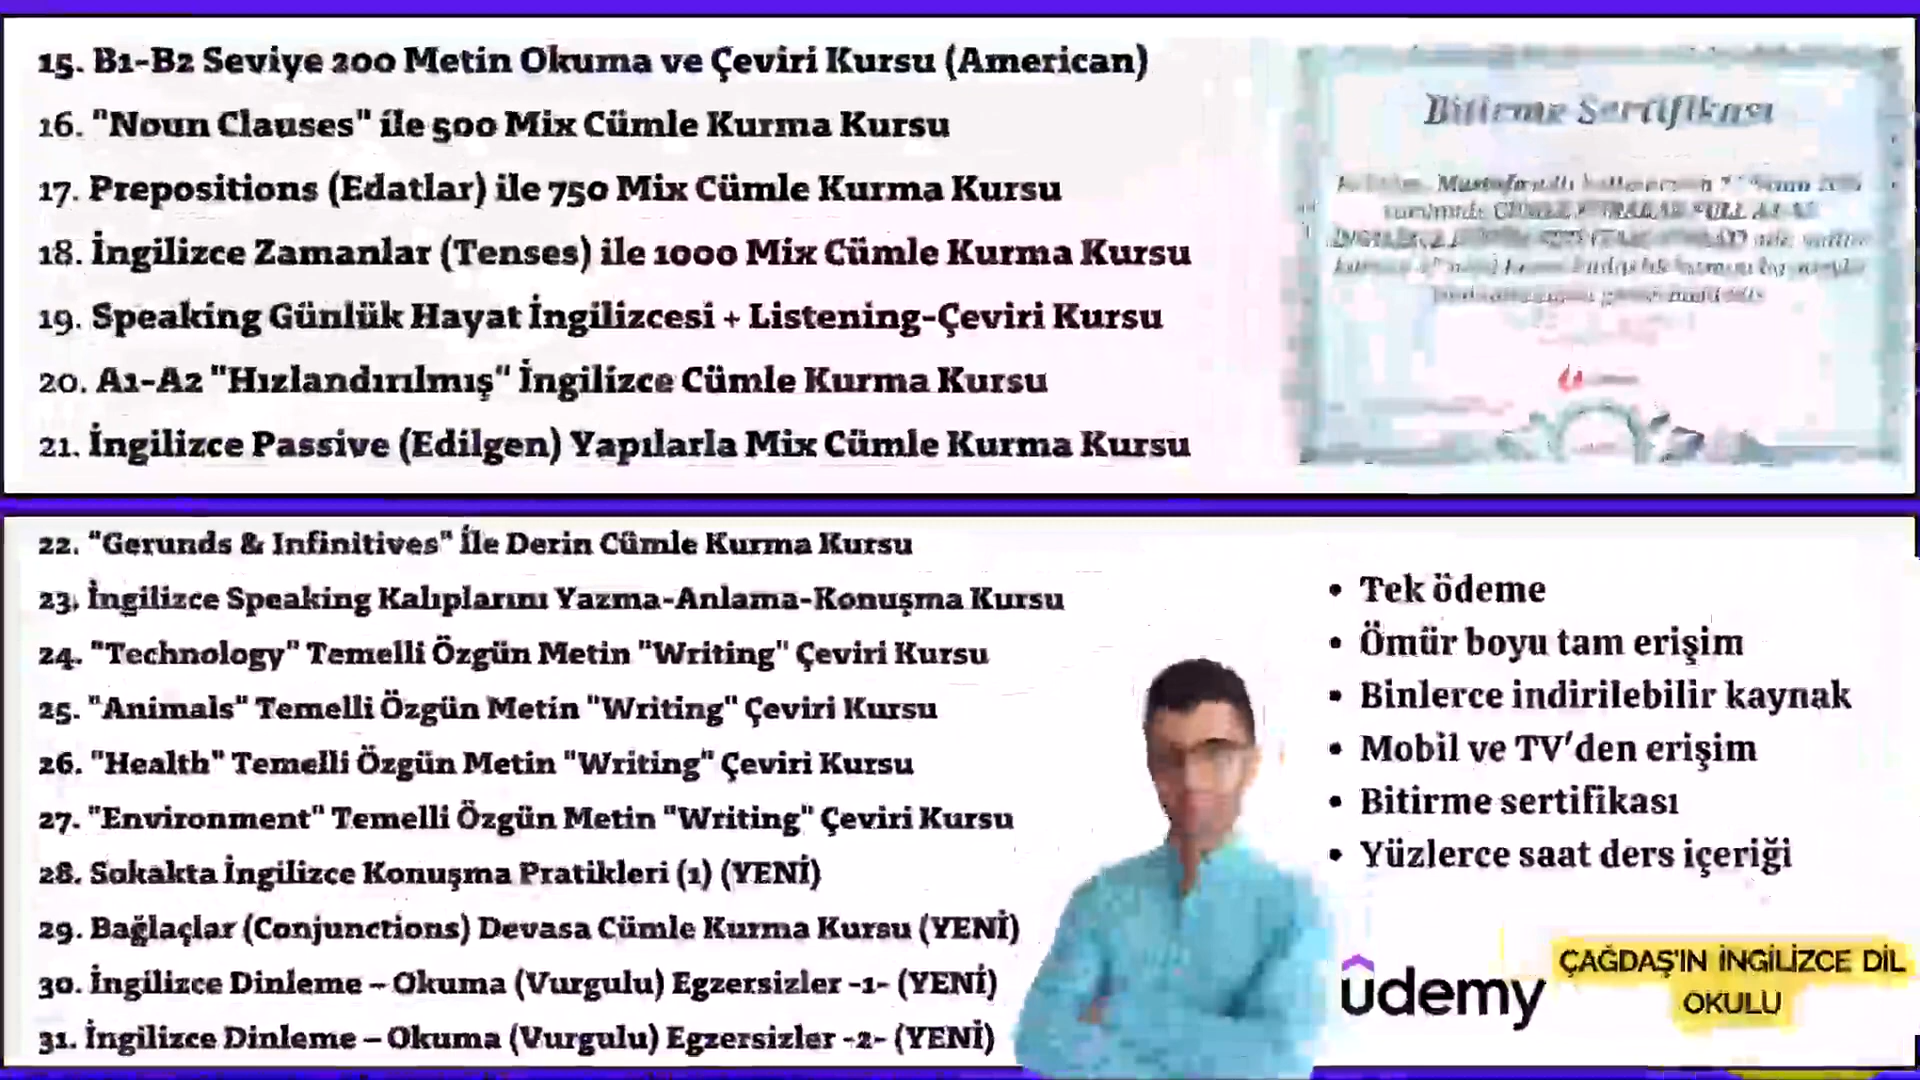 15. B1-B2 Seviye 200 Metin Okuma ve Çeviri Kursu (American)
16. "Noun Clauses" ile 500 Mix Cümle Kurma Kursu
17. Prepositions (Edatlar) ile 750 Mix Cümle Kurma Kursu
18. İngilizce Zamanlar (Tenses) ile 1000 Mix Cümle Kurma Kursu
19. Speaking Günlük Hayat İngilizcesi + Listening-Çeviri Kursu
20. A1-A2 "Hızlandırılmış" İngilizce Cümle Kurma Kursu
21. İngilizce Passive (Edilgen) Yapılarla Mix Cümle Kurma Kursu
Bitirme Sertifikası
22. "Gerunds & Infinitives" İle Derin Cümle Kurma Kursu
23. İngilizce Speaking Kalıplarını Yazma-Anlama-Konuşma Kursu
24. "Technology" Temelli Özgün Metin "Writing" Çeviri Kursu
25. "Animals" Temelli Özgün Metin "Writing" Çeviri Kursu
26. "Health" Temelli Özgün Metin "Writing" Çeviri Kursu
27. "Environment" Temelli Özgün Metin "Writing" Çeviri Kursu
28. Sokakta İngilizce Konuşma Pratikleri (1) (YENİ)
29. Bağlaçlar (Conjunctions) Devasa Cümle Kurma Kursu (YENİ)
30. İngilizce Dinleme – Okuma (Vurgulu) Egzersizler -1- (YENİ)
31. İngilizce Dinleme – Okuma (Vurgulu) Egzersizler -2- (YENİ)
• Tek ödeme
• Ömür boyu tam erişim
• Binlerce indirilebilir kaynak
• Mobil ve TV'den erişim
• Bitirme sertifikası
• Yüzlerce saat ders içeriği
udemy
ÇAĞDAŞ'IN İNGİLİZCE DİL
OKULU